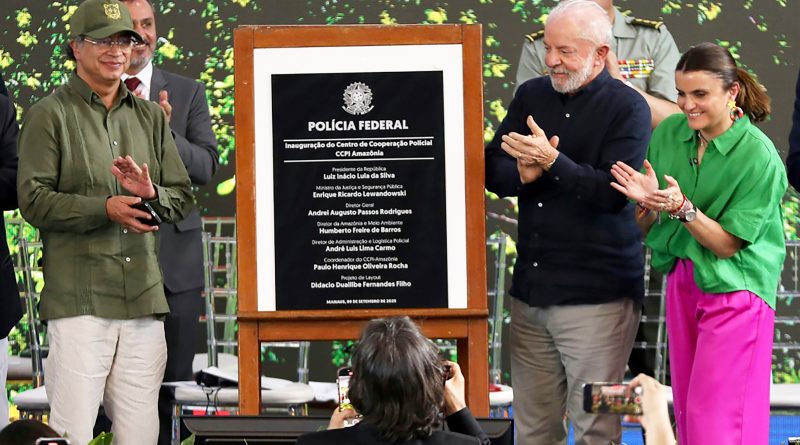 POLÍCIA FEDERAL
Inauguração do Centro de Cooperação Policial
CCPI Amazônia
Presidente da República
Luiz Inácio Lula da Silva
Ministro da Justiça e Segurança Pública
Enrique Ricardo Lewandowski
Diretor Geral
Andrei Augusto Passos Rodrigues
Diretor da Amazônia e Meio Ambiente
Humberto Freire de Barros
Diretor de Administração e Logística Policial
André Luis Lima Carmo
Coordenador do CCPI-Amazônia
Paulo Henrique Oliveira Rocha
Projeto de Layout
Didacio Duailibe Fernandes Filho
MANAUS, 09 DE SETEMBRO DE 2025